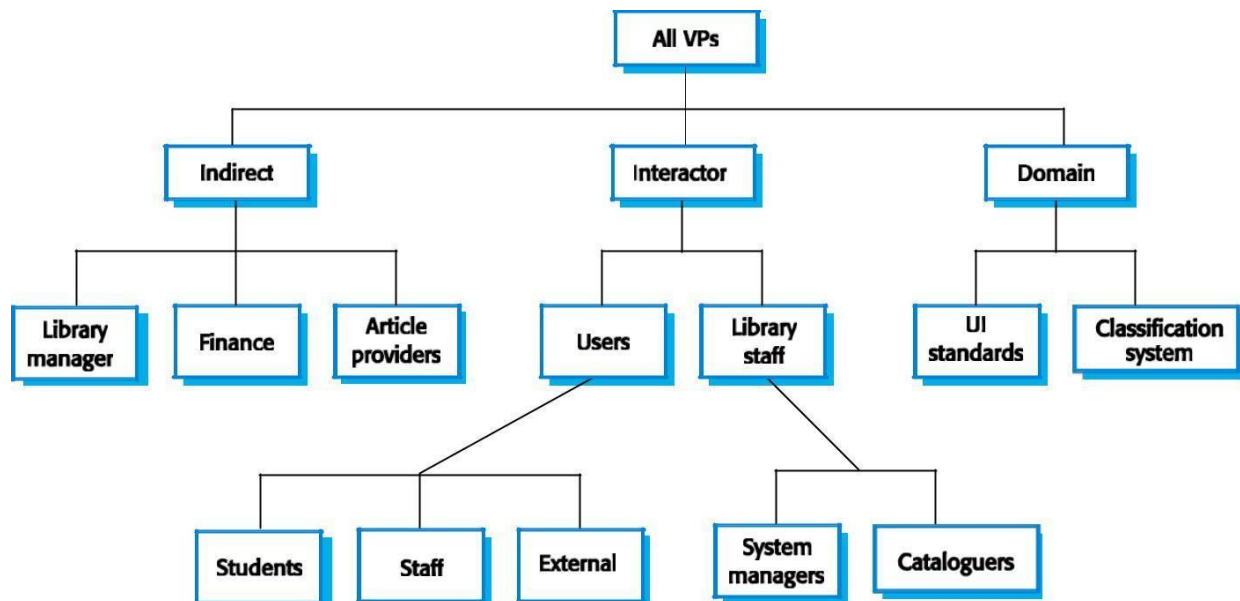 All VPs
Indirect
Interactor
Domain
Library
manager
Finance
Article
providers
Users
Library
staff
UI
standards
Classification
system
Students
Staff
External
System
managers
Cataloguers